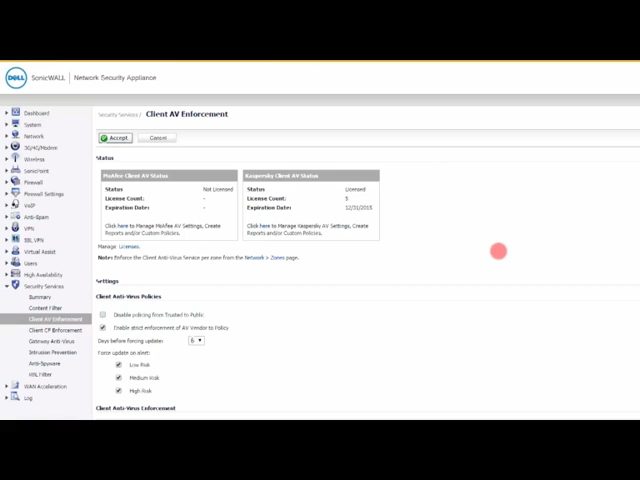 DELL SonicWALL | Network Security Appliance
Dashboard
System
Network
3G/4G/Modem
Wireless
SonicPoint
Firewall
Firewall Settings
VoIP
Anti-Spam
VPN
SSL VPN
Virtual Assist
Users
High Availability
Security Services
Summary
Content Filter
Client AV Enforcement
Client CF Enforcement
Gateway Anti-Virus
Intrusion Prevention
Anti-Spyware
RBL Filter
WAN Acceleration
Log
Security Services / Client AV Enforcement
Accept Cancel
Status
McAfee Client AV Status
Status Not Licensed
License Count: -
Expiration Date: -
Click here to Manage McAfee AV Settings, Create
Reports and/or Custom Policies.
Kaspersky Client AV Status
Status Licensed
License Count: 5
Expiration Date: 12/31/2015
Click here to Manage Kaspersky AV Settings, Create
Reports and/or Custom Policies.
Manage Licenses.
Note: Enforce the Client Anti-Virus Service per zone from the Network > Zones page.
Settings
Client Anti-Virus Policies
Disable policing from Trusted to Public
Enable strict enforcement of AV Vendor to Policy
Days before forcing update: 6
Force update on alert:
Low Risk
Medium Risk
High Risk
Client Anti-Virus Enforcement